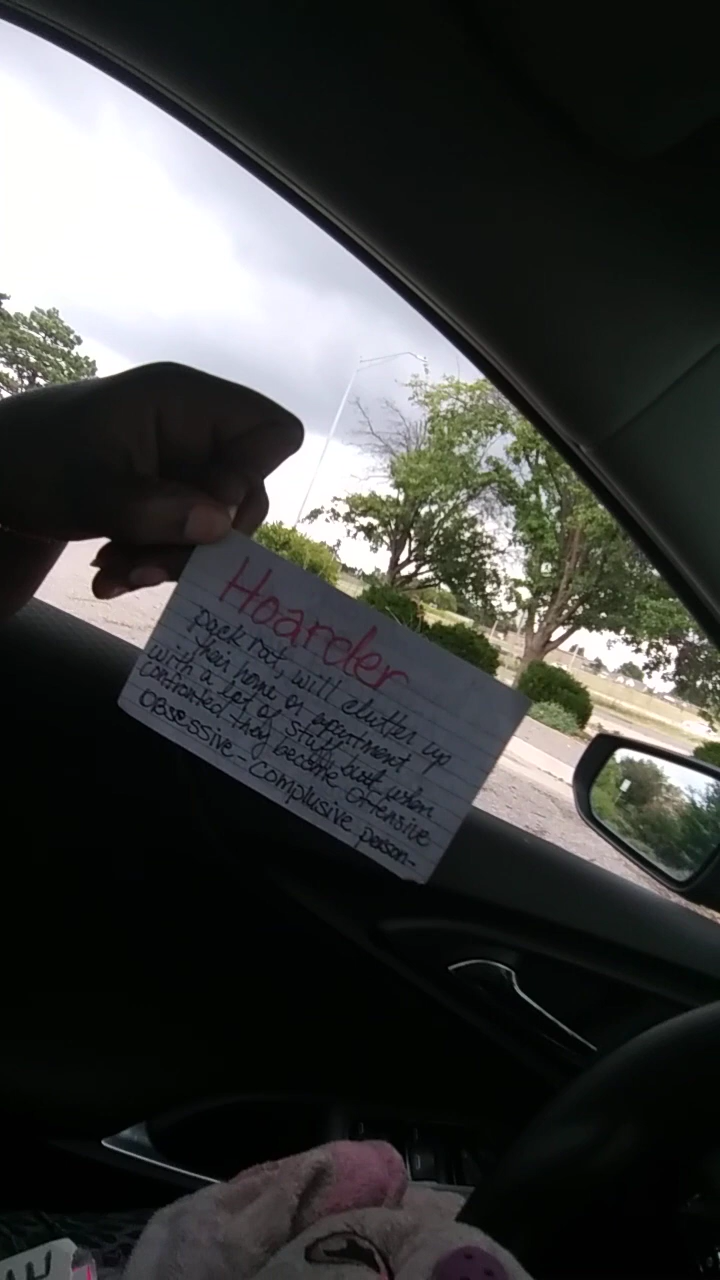 Hoarder
pack rat, will clutter up
their home or apartment
with a lot of stuff but when
confronted they become offensive
Obsessive-complusive person-